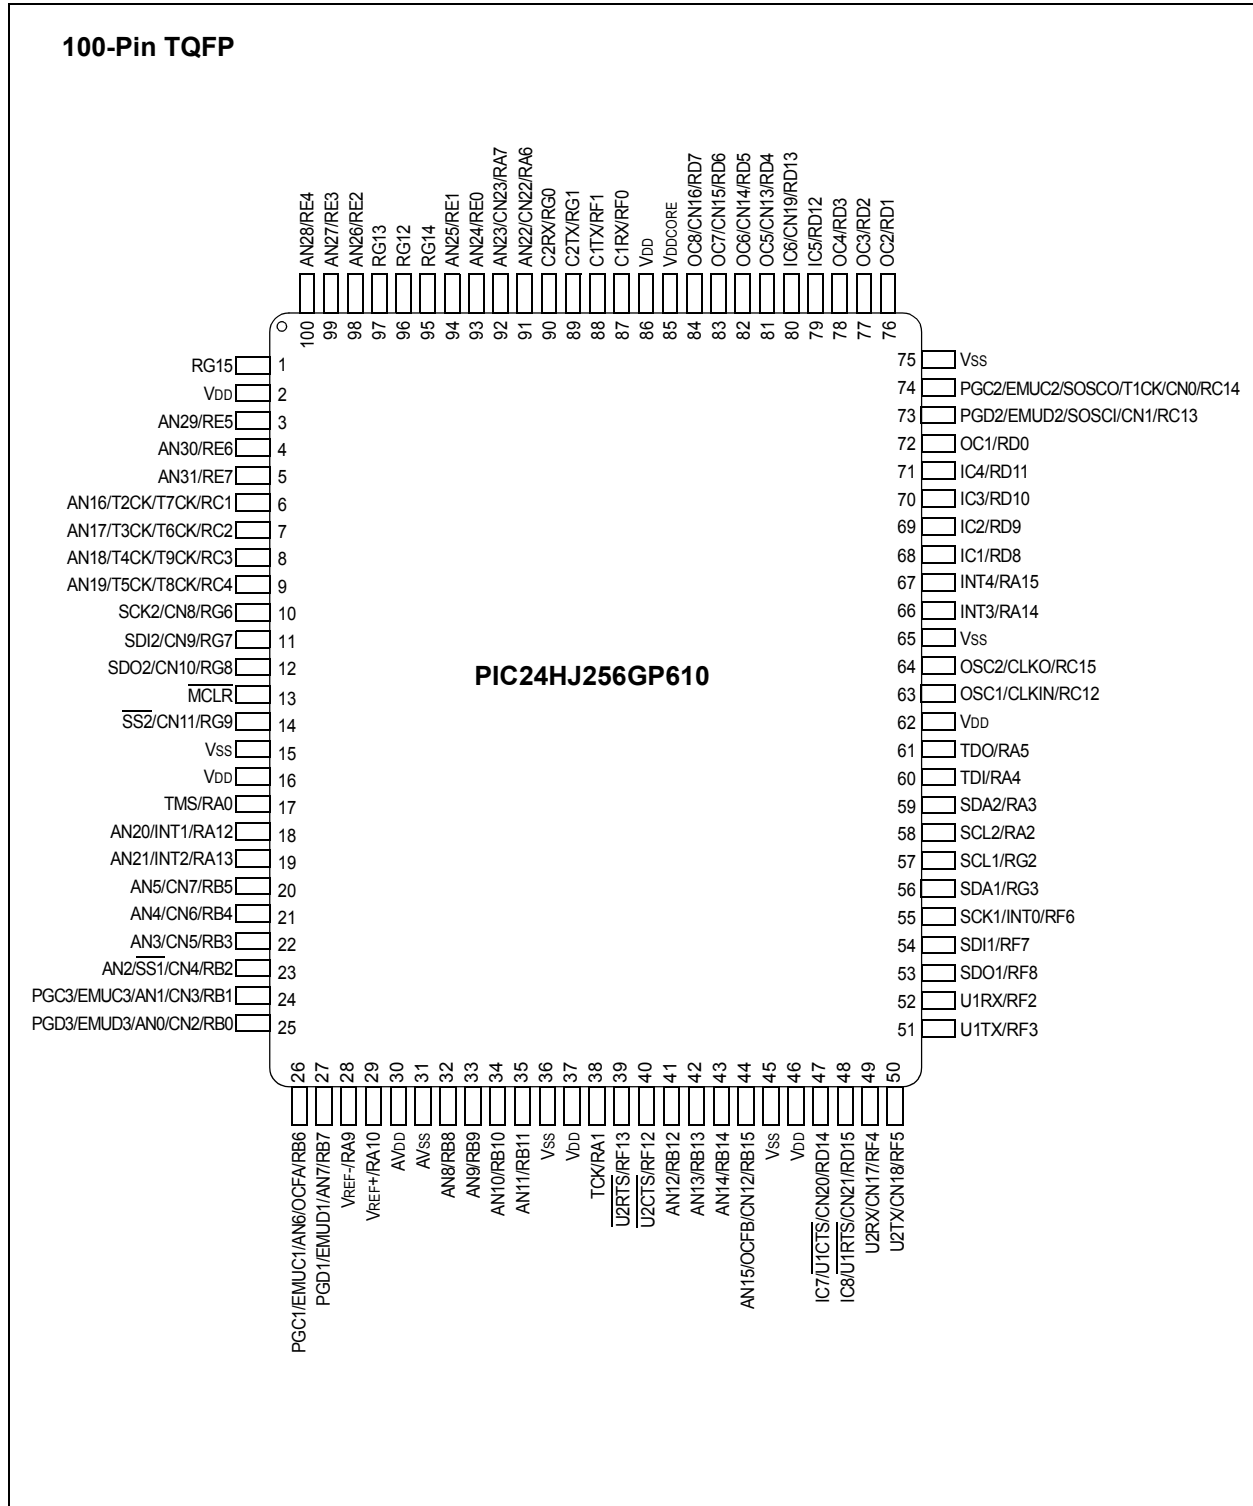 100-Pin TQFP
AN28/RE4
AN27/RE3
AN26/RE2
RG13
RG12
RG14
AN25/RE1
AN24/RE0
AN23/CN23/RA7
AN22/CN22/RA6
C2RX/RG0
C2TX/RG1
C1TX/RF1
C1RX/RF0
VDD
VDDCORE
OC8/CN16/RD7
OC7/CN15/RD6
OC6/CN14/RD5
OC5/CN13/RD4
IC6/CN19/RD13
IC5/RD12
OC4/RD3
OC3/RD2
OC2/RD1
100
99
98
97
96
95
94
93
92
91
90
89
88
87
86
85
84
83
82
81
80
79
78
77
76
RG15 1
VDD 2
AN29/RE5 3
AN30/RE6 4
AN31/RE7 5
AN16/T2CK/T7CK/RC1 6
AN17/T3CK/T6CK/RC2 7
AN18/T4CK/T9CK/RC3 8
AN19/T5CK/T8CK/RC4 9
SCK2/CN8/RG6 10
SDI2/CN9/RG7 11
SDO2/CN10/RG8 12
MCLR 13
SS2/CN11/RG9 14
VSS 15
VDD 16
TMS/RA0 17
AN20/INT1/RA12 18
AN21/INT2/RA13 19
AN5/CN7/RB5 20
AN4/CN6/RB4 21
AN3/CN5/RB3 22
AN2/SS1/CN4/RB2 23
PGC3/EMUC3/AN1/CN3/RB1 24
PGD3/EMUD3/AN0/CN2/RB0 25
PIC24HJ256GP610
75 VSS
74 PGC2/EMUC2/SOSCO/T1CK/CN0/RC14
73 PGD2/EMUD2/SOSCI/CN1/RC13
72 OC1/RD0
71 IC4/RD11
70 IC3/RD10
69 IC2/RD9
68 IC1/RD8
67 INT4/RA15
66 INT3/RA14
65 VSS
64 OSC2/CLKO/RC15
63 OSC1/CLKIN/RC12
62 VDD
61 TDO/RA5
60 TDI/RA4
59 SDA2/RA3
58 SCL2/RA2
57 SCL1/RG2
56 SDA1/RG3
55 SCK1/INT0/RF6
54 SDI1/RF7
53 SDO1/RF8
52 U1RX/RF2
51 U1TX/RF3
26
27
28
29
30
31
32
33
34
35
36
37
38
39
40
41
42
43
44
45
46
47
48
49
50
PGC1/EMUC1/AN6/OCFA/RB6
PGD1/EMUD1/AN7/RB7
VREF-/RA9
VREF+/RA10
AVDD
AVSS
AN8/RB8
AN9/RB9
AN10/RB10
AN11/RB11
VSS
VDD
TCK/RA1
U2RTS/RF13
U2CTS/RF12
AN12/RB12
AN13/RB13
AN14/RB14
AN15/OCFB/CN12/RB15
VSS
VDD
IC7/U1CTS/CN20/RD14
IC8/U1RTS/CN21/RD15
U2RX/CN17/RF4
U2TX/CN18/RF5